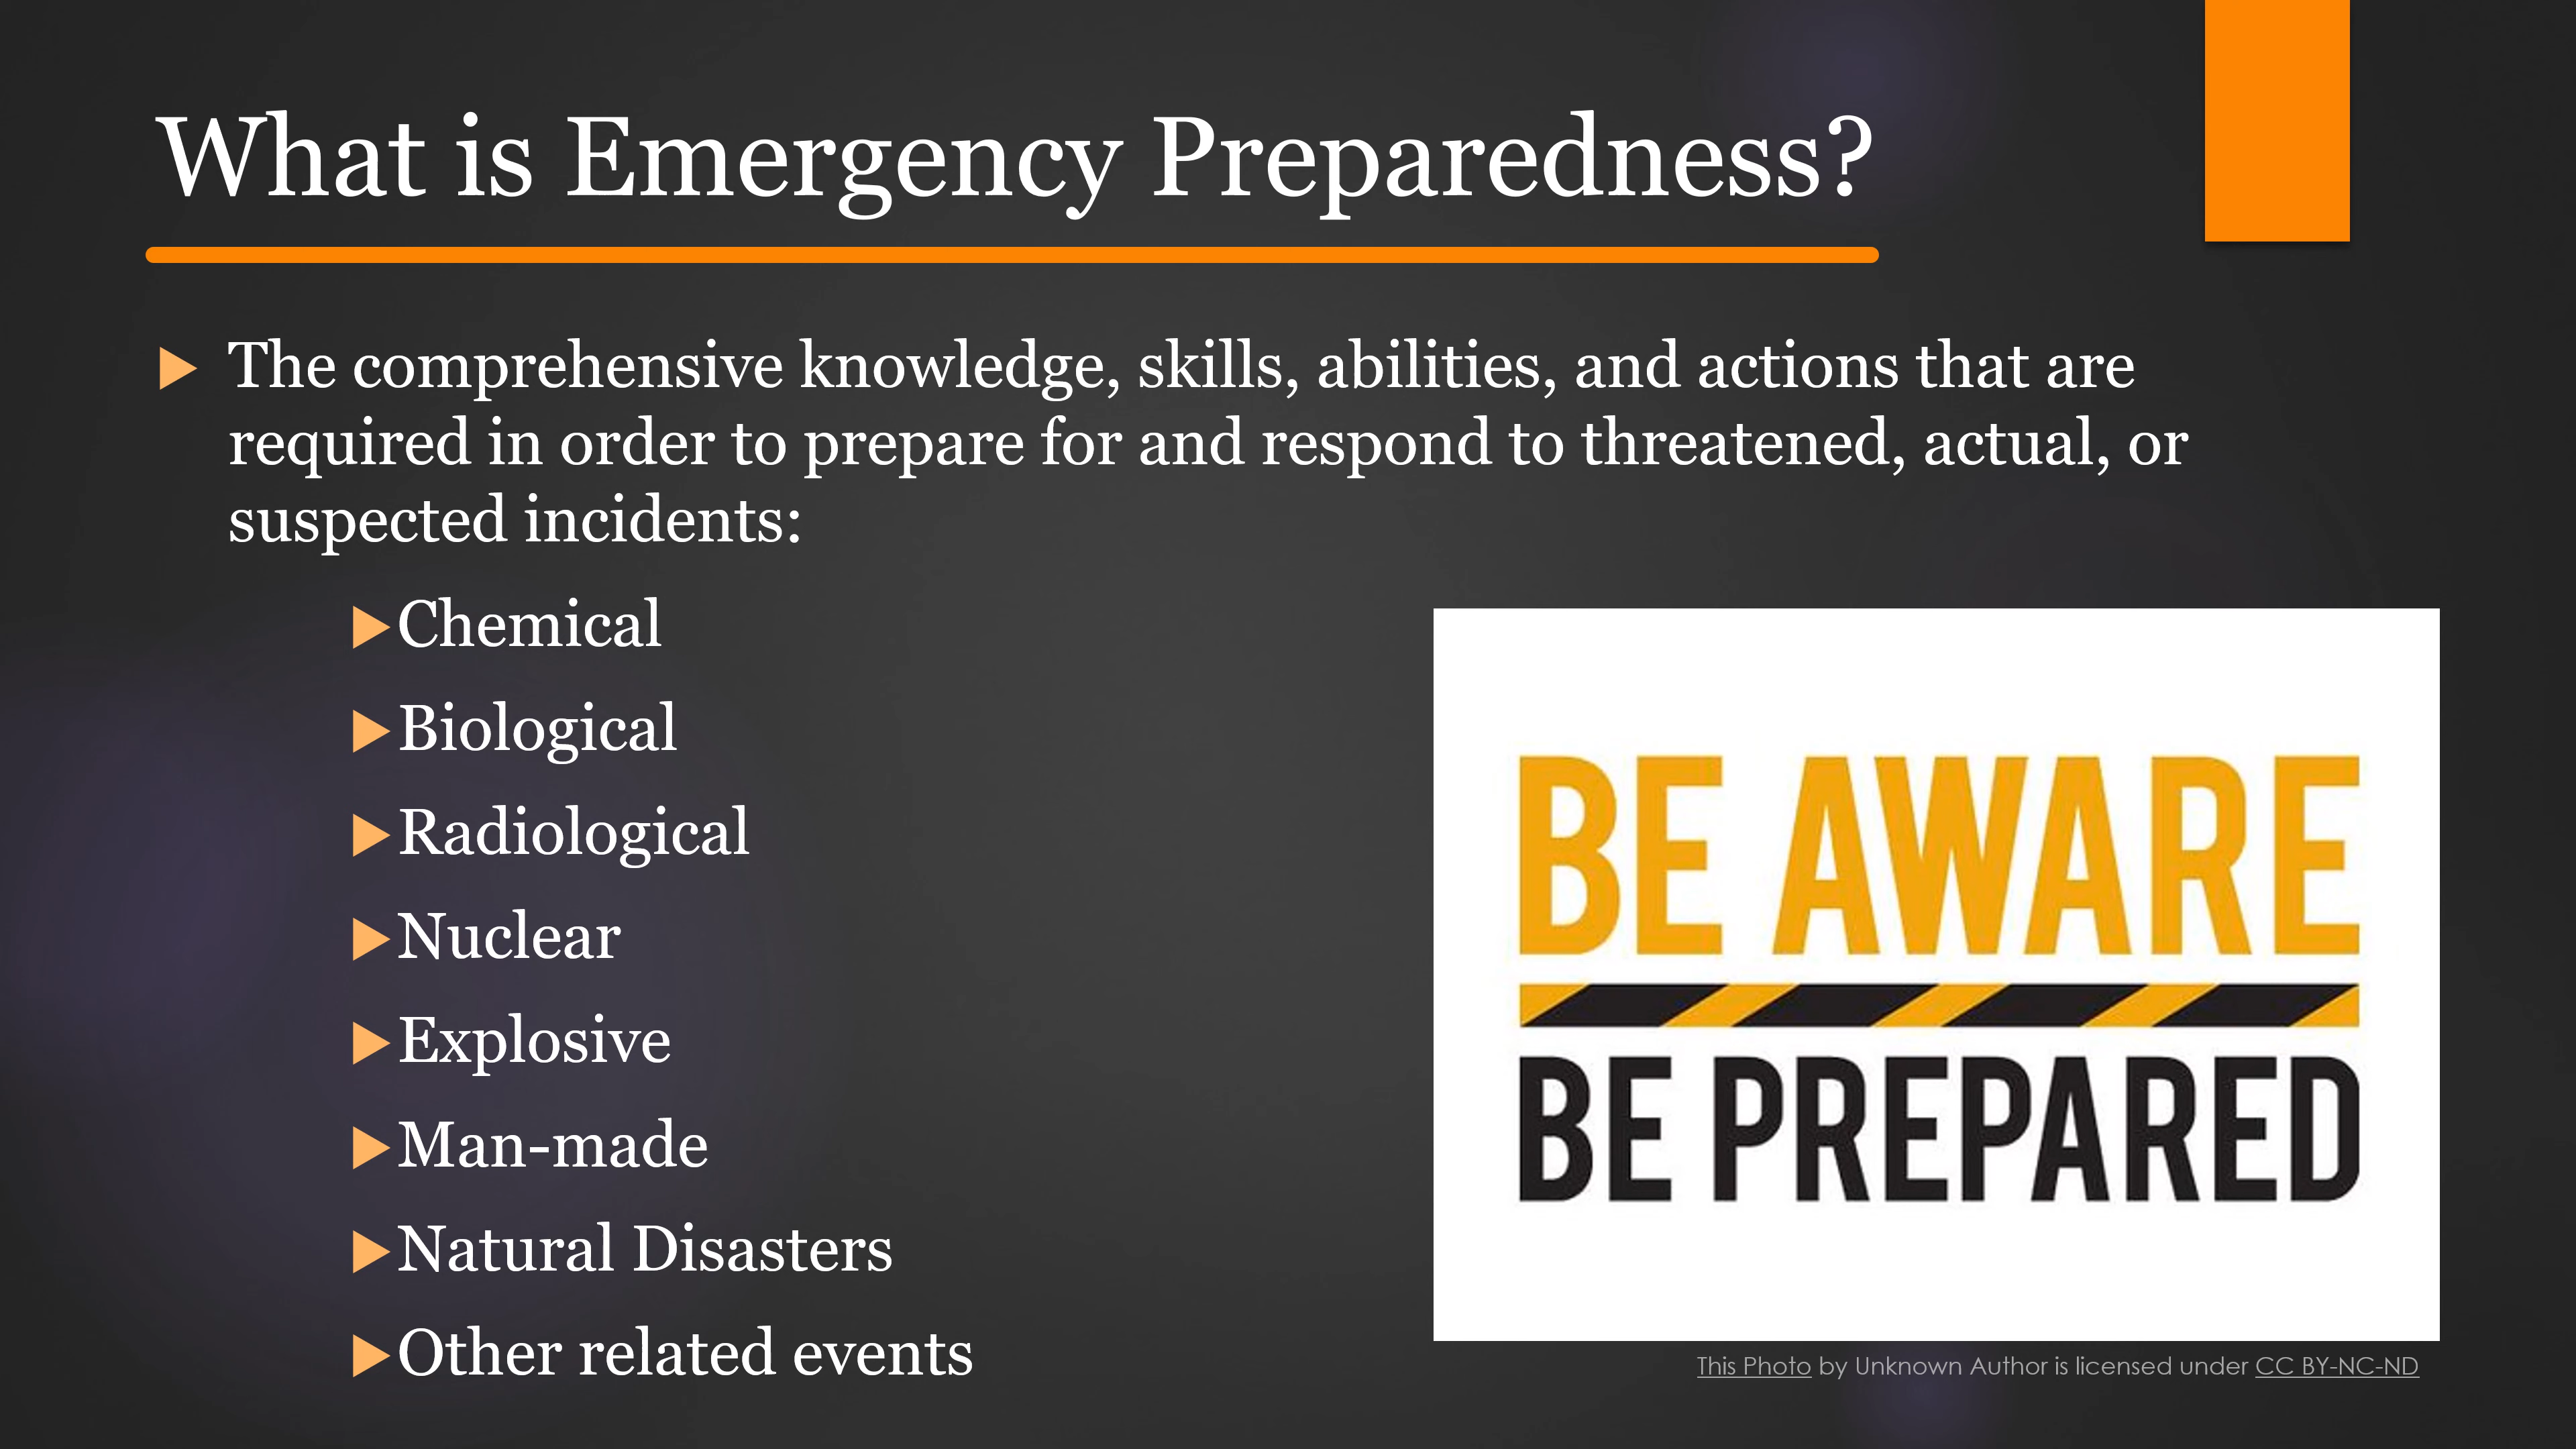 What is Emergency Preparedness?
The comprehensive knowledge, skills, abilities, and actions that are
required in order to prepare for and respond to threatened, actual, or
suspected incidents:
Chemical
Biological
Radiological
Nuclear
Explosive
Man-made
Natural Disasters
Other related events
BE AWARE
BE PREPARED
This Photo by Unknown Author is licensed under CC BY-NC-ND